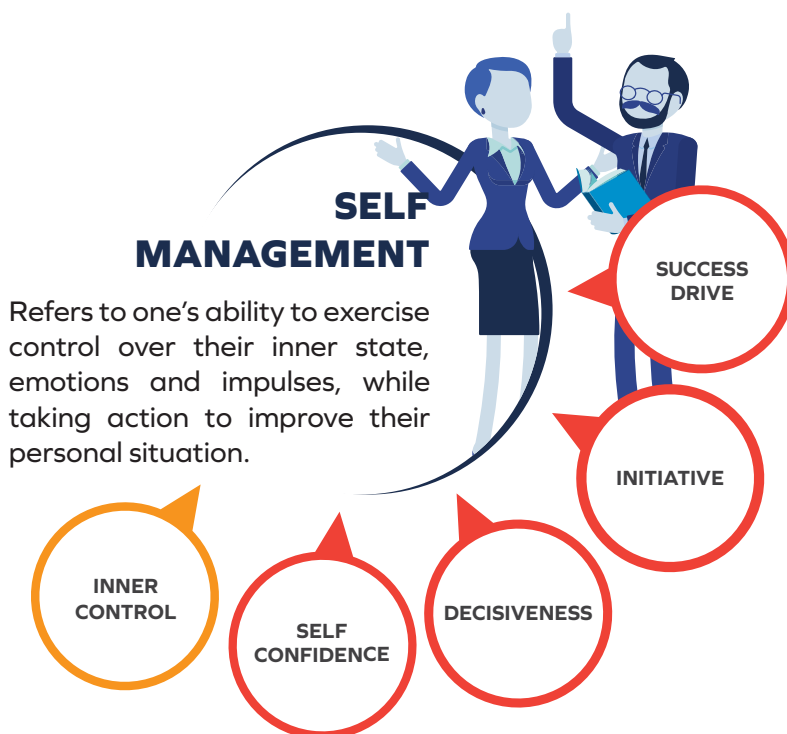 SELF
MANAGEMENT
Refers to one’s ability to exercise
control over their inner state,
emotions and impulses, while
taking action to improve their
personal situation.
SUCCESS
DRIVE
INITIATIVE
DECISIVENESS
SELF
CONFIDENCE
INNER
CONTROL